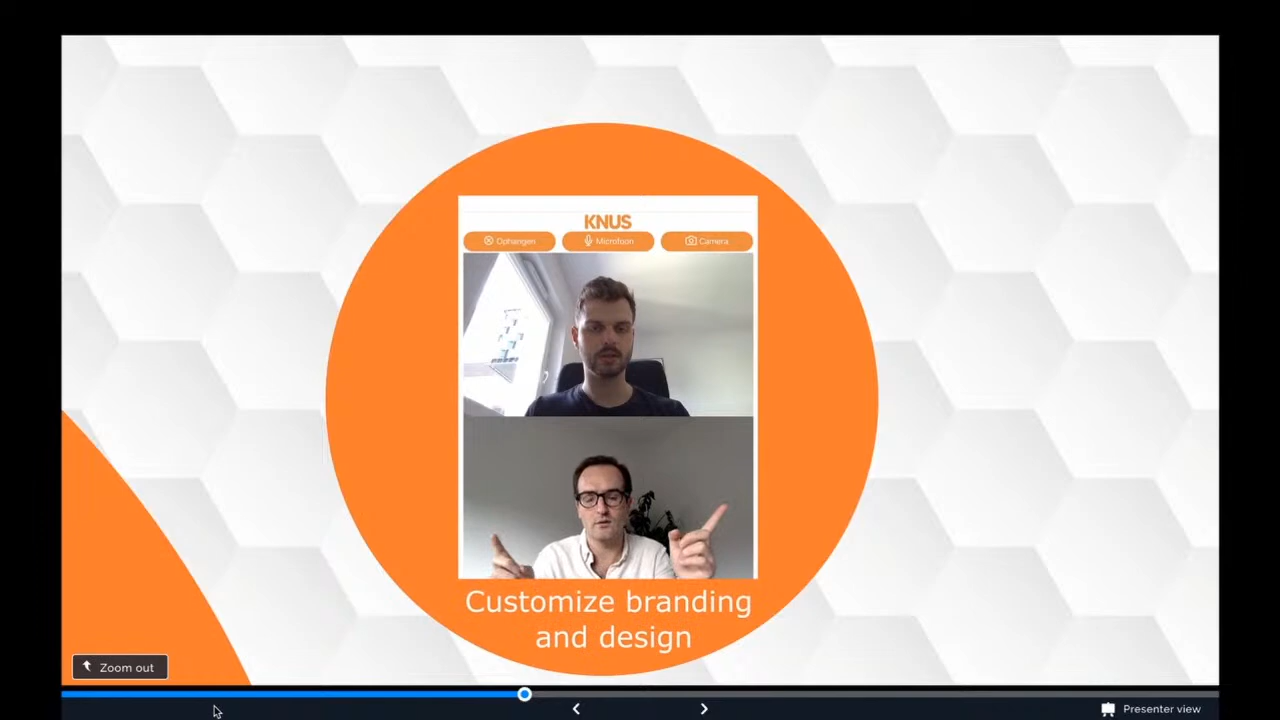 KNUS
Ophangen Microfoon Camera
Customize branding
and design
Zoom out
Presenter view